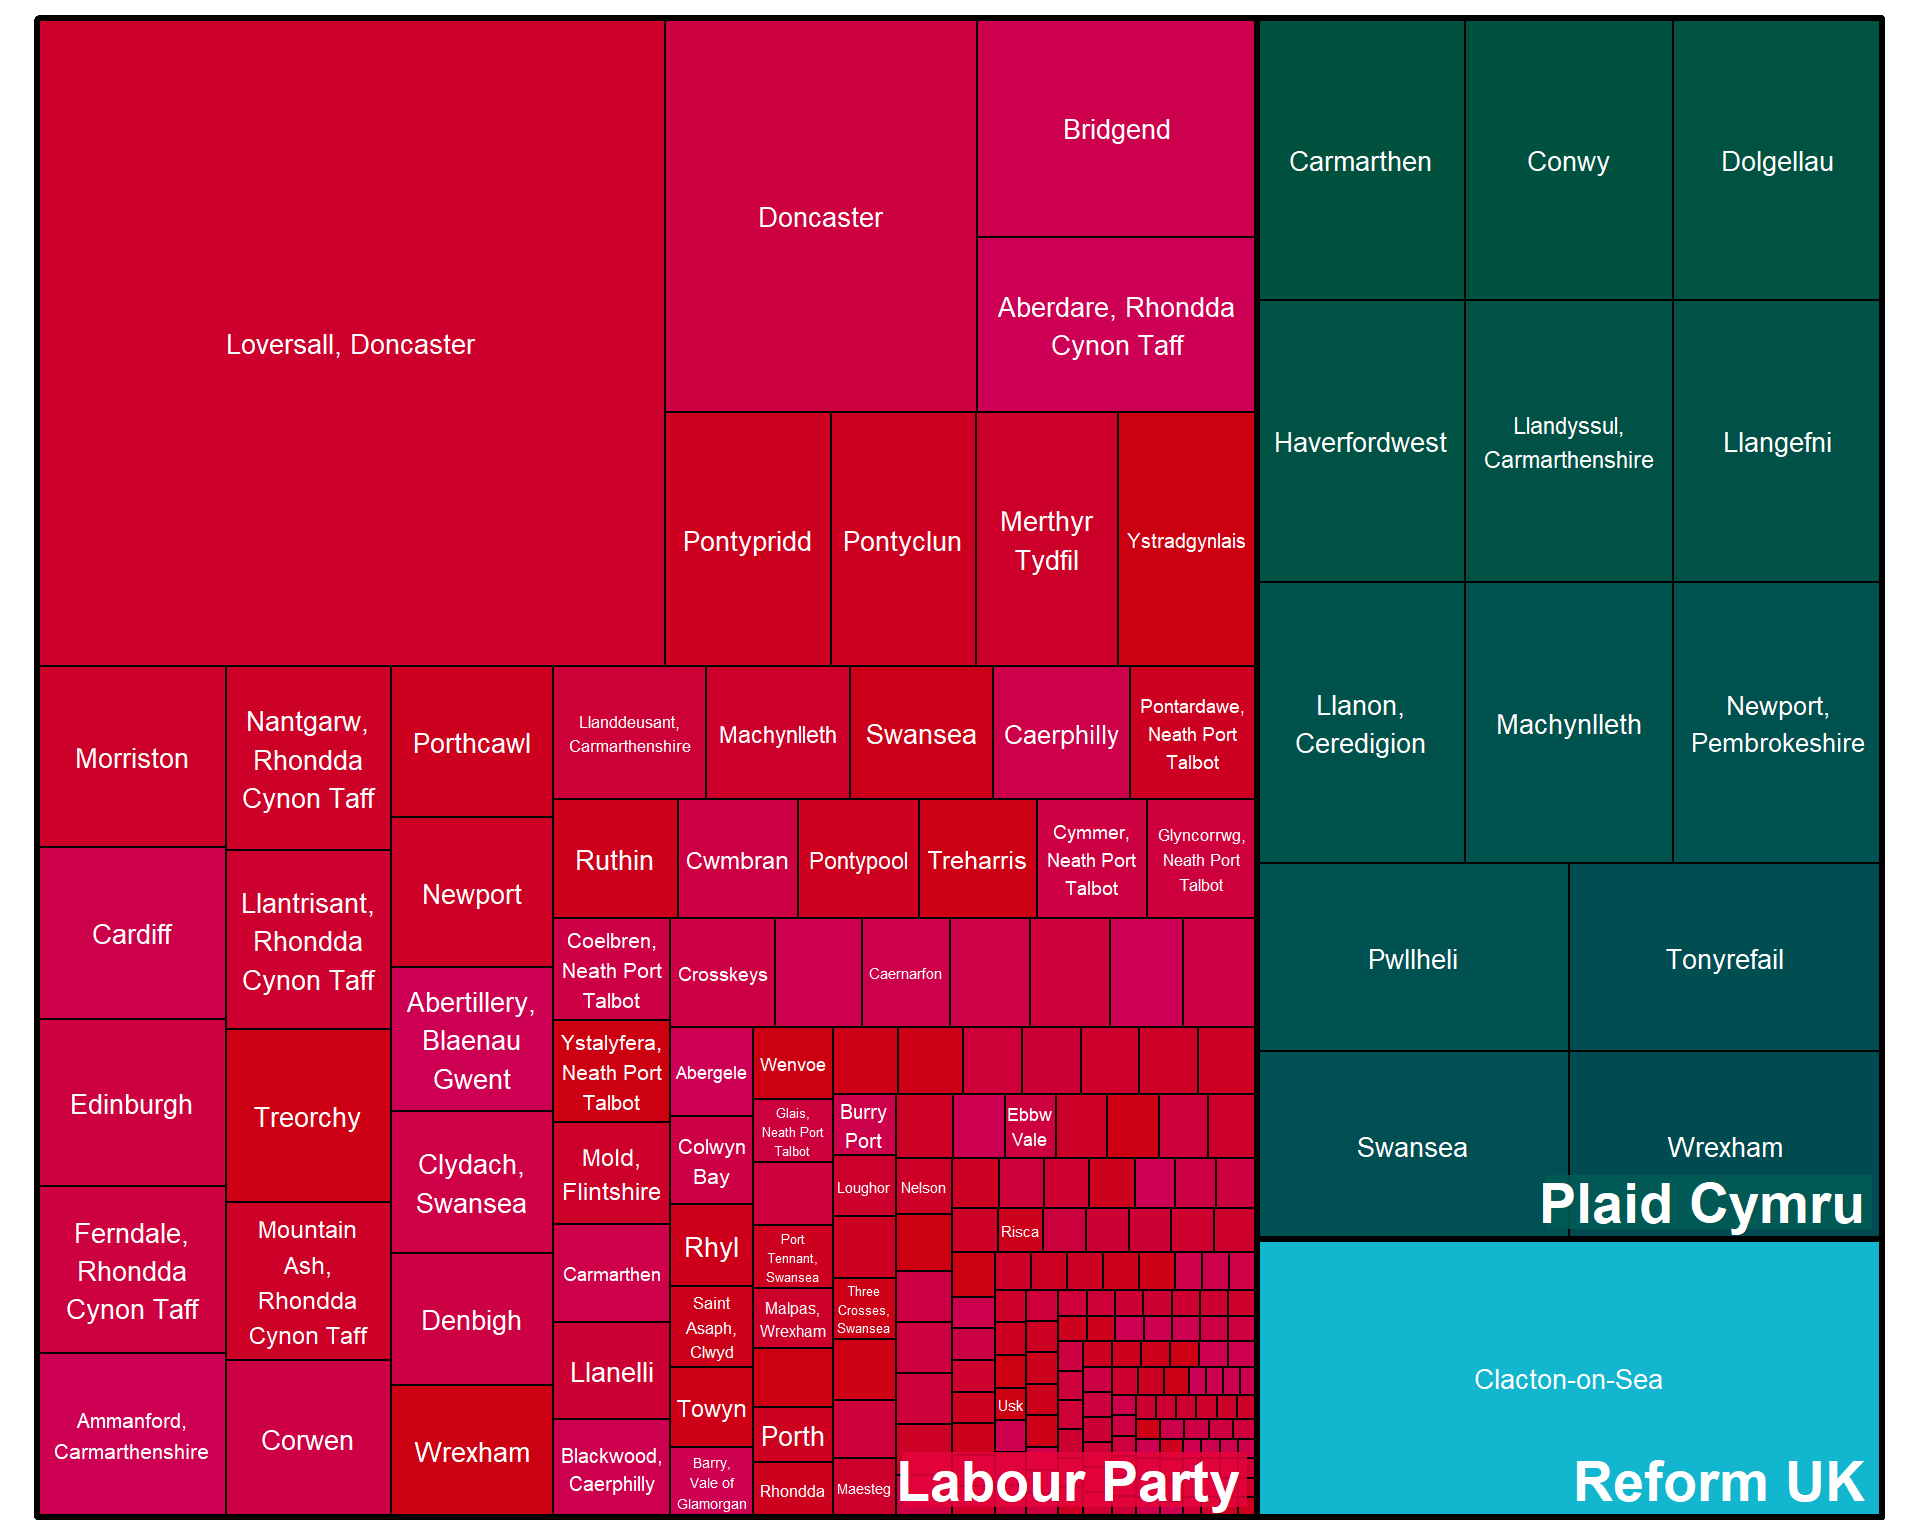 Loversall, Doncaster
Doncaster
Bridgend
Aberdare, Rhondda
Cynon Taff
Pontypridd
Pontyclun
Merthyr
Tydfil
Ystradgynlais
Morriston
Cardiff
Edinburgh
Ferndale,
Rhondda
Cynon Taff
Ammanford,
Carmarthenshire
Nantgarw,
Rhondda
Cynon Taff
Llantrisant,
Rhondda
Cynon Taff
Treorchy
Mountain
Ash,
Rhondda
Cynon Taff
Corwen
Porthcawl
Newport
Abertillery,
Blaenau
Gwent
Clydach,
Swansea
Denbigh
Wrexham
Llanddeusant,
Carmarthenshire
Machynlleth
Swansea
Caerphilly
Pontardawe,
Neath Port
Talbot
Ruthin
Cwmbran
Pontypool
Treharris
Cymmer,
Neath Port
Talbot
Glyncorrwg,
Neath Port
Talbot
Coelbren,
Neath Port
Talbot
Ystalyfera,
Neath Port
Talbot
Mold,
Flintshire
Carmarthen
Llanelli
Blackwood,
Caerphilly
Crosskeys
Caernarfon
Abergele
Colwyn
Bay
Rhyl
Saint
Asaph,
Clwyd
Towyn
Barry,
Vale of
Glamorgan
Wenvoe
Glais,
Neath Port
Talbot
Port
Tennant,
Swansea
Malpas,
Wrexham
Porth
Rhondda
Burry
Port
Loughor
Three
Crosses,
Swansea
Maesteg
Nelson
Ebbw
Vale
Risca
Usk
Labour Party
Carmarthen
Conwy
Dolgellau
Haverfordwest
Llandyssul,
Carmarthenshire
Llangefni
Llanon,
Ceredigion
Machynlleth
Newport,
Pembrokeshire
Pwllheli
Tonyrefail
Swansea
Wrexham
Plaid Cymru
Clacton-on-Sea
Reform UK